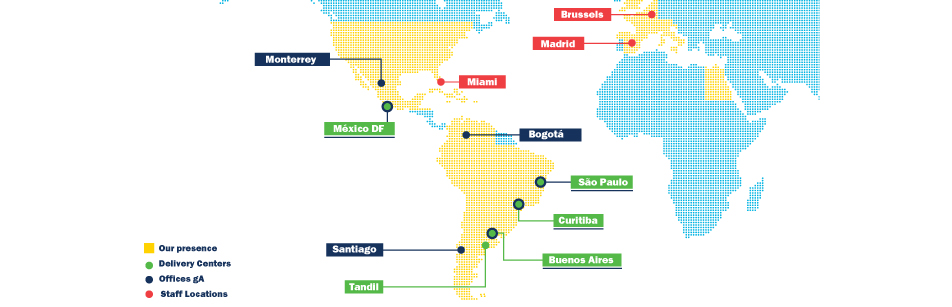 Brussels
Madrid
Monterrey
Miami
México DF
Bogotá
São Paulo
Curitiba
Santiago
Buenos Aires
Tandil
Our presence
Delivery Centers
Offices gA
Staff Locations